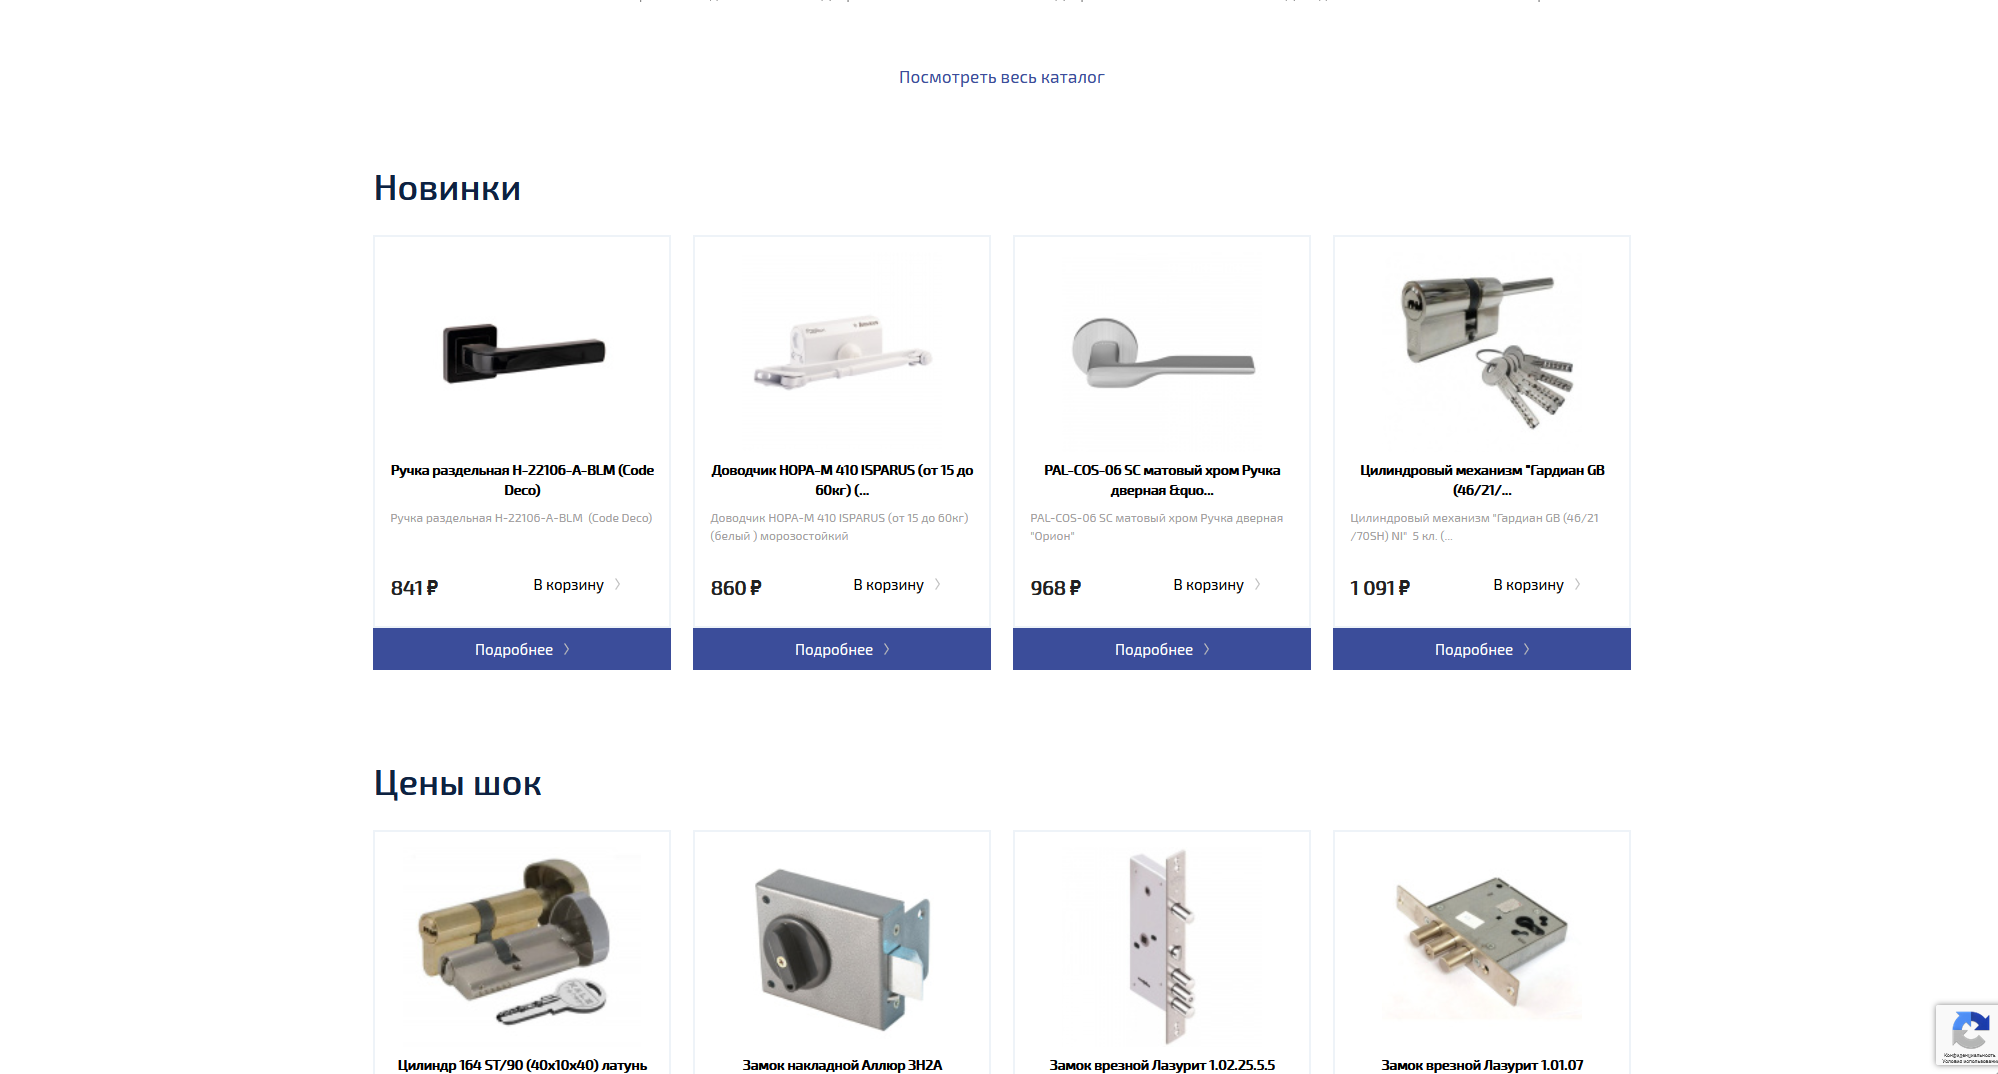 Посмотреть весь каталог
Новинки
Ручка раздельная H-22106-A-BLM (Code
Deco)
Ручка раздельная H-22106-A-BLM (Code Deco)
841 ₽
В корзину
Подробнее
Доводчик НОРА-М 410 ISPARUS (от 15 до
60кг) (...
Доводчик НОРА-М 410 ISPARUS (от 15 до 60кг)
(белый ) морозостойкий
860 ₽
В корзину
Подробнее
PAL-COS-06 SC матовый хром Ручка
дверная &quo...
PAL-COS-06 SC матовый хром Ручка дверная
"Орион"
968 ₽
В корзину
Подробнее
Цилиндровый механизм "Гардиан GB
(46/21/...
Цилиндровый механизм "Гардиан GB (46/21
/70SH) NI" 5 кл. (...
1 091 ₽
В корзину
Подробнее
Цены шок
Цилиндр 164 ST/90 (40x10x40) латунь
Замок накладной Аллюр ЗН2А
Замок врезной Лазурит 1.02.25.5.5
Замок врезной Лазурит 1.01.07
Конфиденциальность